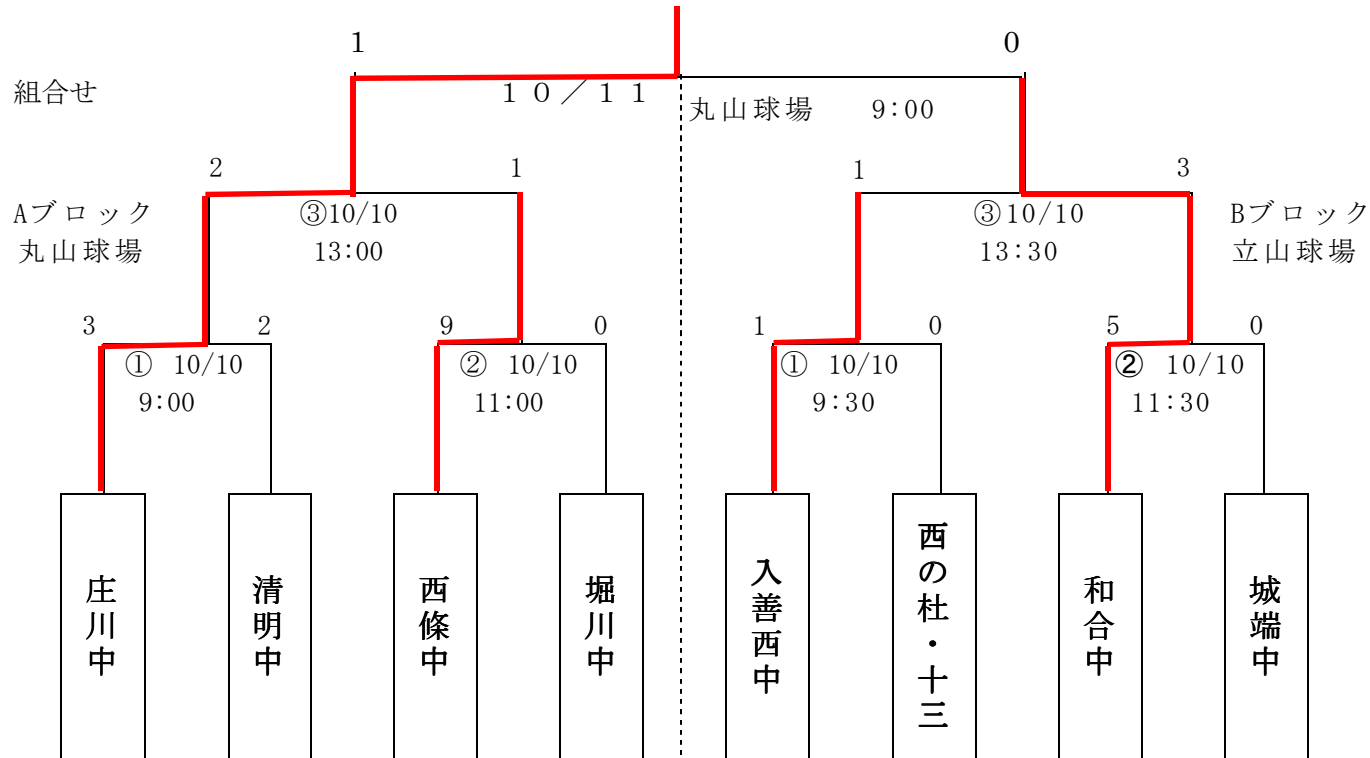 1 0
組合せ
10／11
丸山球場 9:00
2 1 1 3
Aブロック
丸山球場
③10/10
13:00
③10/10
13:30
Bブロック
立山球場
3 2 9 0 1 0 5 0
① 10/10
9:00
② 10/10
11:00
① 10/10
9:30
② 10/10
11:30
庄川中
清明中
西條中
堀川中
入善西中
西の杜・十三
和合中
城端中